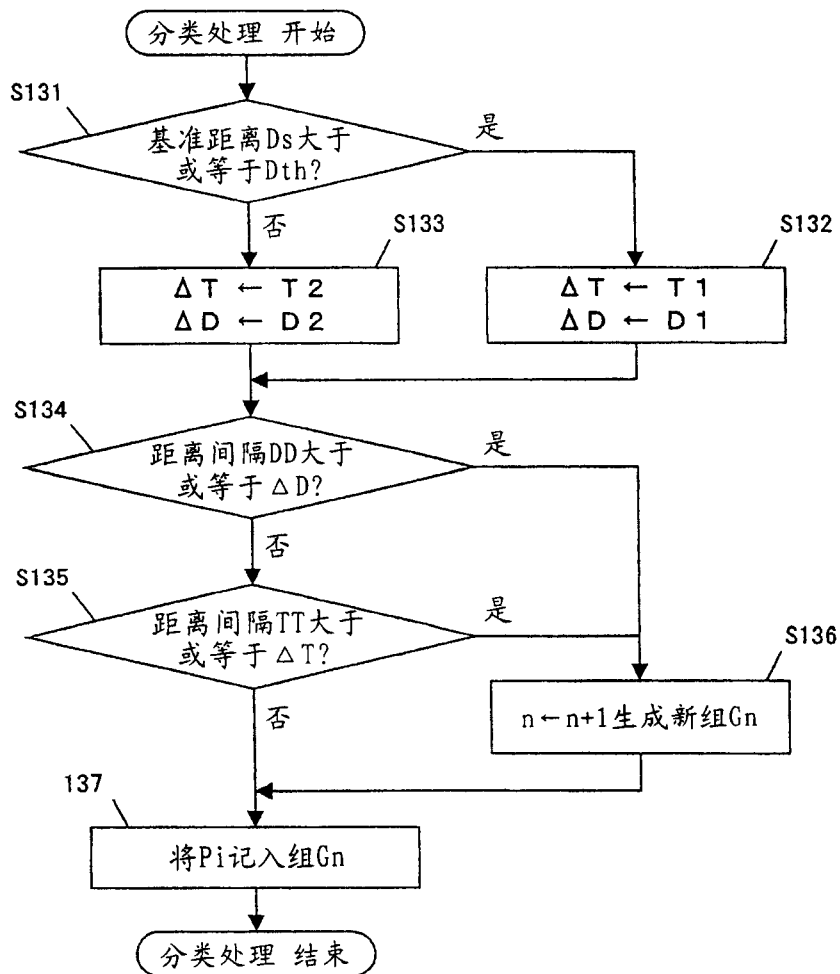 分类处理 开始
S131
基准距离Ds大于
或等于Dth?
是
否
S133
S132
ΔT ← T2
ΔD ← D2
ΔT ← T1
ΔD ← D1
S134
距离间隔DD大于
或等于ΔD?
是
否
S135
距离间隔TT大于
或等于ΔT?
是
否
S136
n←n+1生成新组Gn
137
将Pi记入组Gn
分类处理 结束